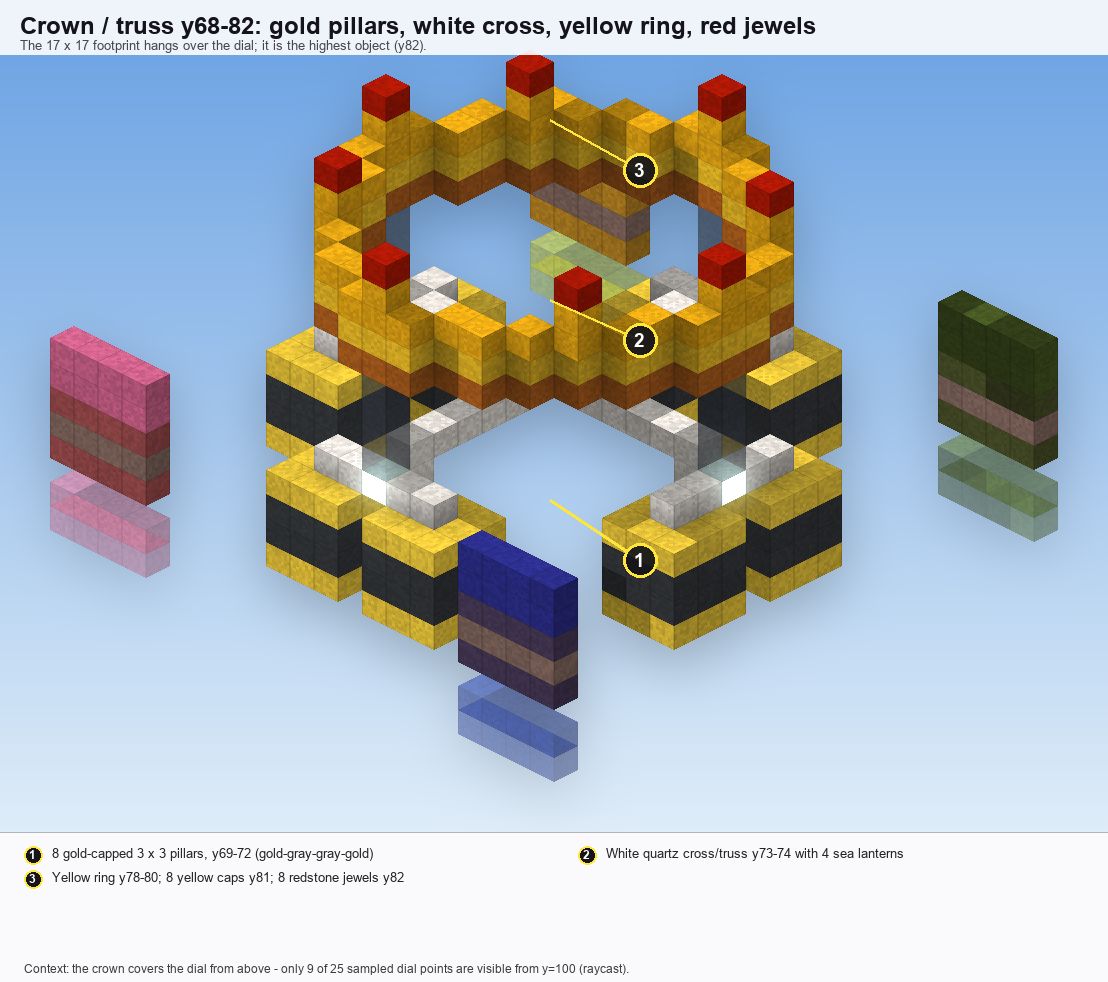 Crown / truss y68-82: gold pillars, white cross, yellow ring, red jewels
The 17 x 17 footprint hangs over the dial; it is the highest object (y82).
3
2
1
1 8 gold-capped 3 x 3 pillars, y69-72 (gold-gray-gray-gold)
2 White quartz cross/truss y73-74 with 4 sea lanterns
3 Yellow ring y78-80; 8 yellow caps y81; 8 redstone jewels y82
Context: the crown covers the dial from above - only 9 of 25 sampled dial points are visible from y=100 (raycast).